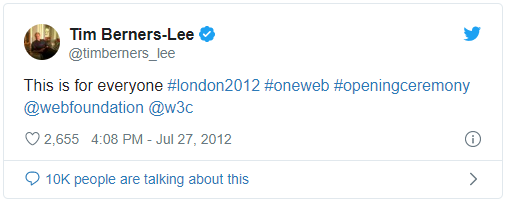 Tim Berners-Lee
@timberners_lee
This is for everyone #london2012 #oneweb #openingceremony
@webfoundation @w3c
2,655 4:08 PM - Jul 27, 2012
10K people are talking about this